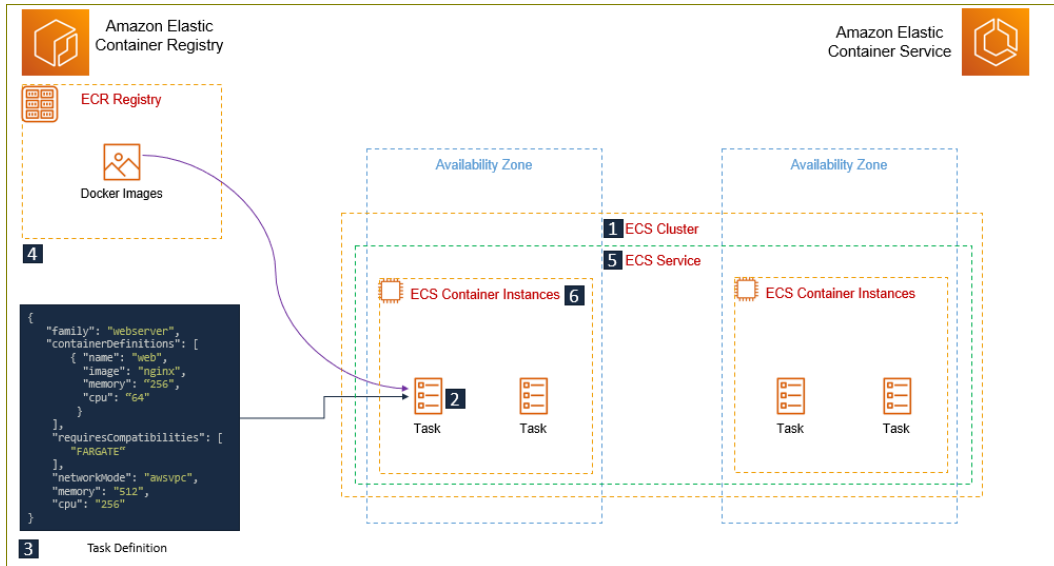 Amazon Elastic
Container Registry
Amazon Elastic
Container Service
ECR Registry
Docker Images
4
Availability Zone
Availability Zone
1 ECS Cluster
5 ECS Service
ECS Container Instances 6
ECS Container Instances
2
Task
Task
Task
Task
{
"family": "webserver",
"containerDefinitions": [
{ "name": "web",
"image": "nginx",
"memory": “256",
"cpu": “64"
}
],
"requiresCompatibilities": [
"FARGATE“
],
"networkMode": "awsvpc",
"memory": "512",
"cpu": "256"
}
3
Task Definition